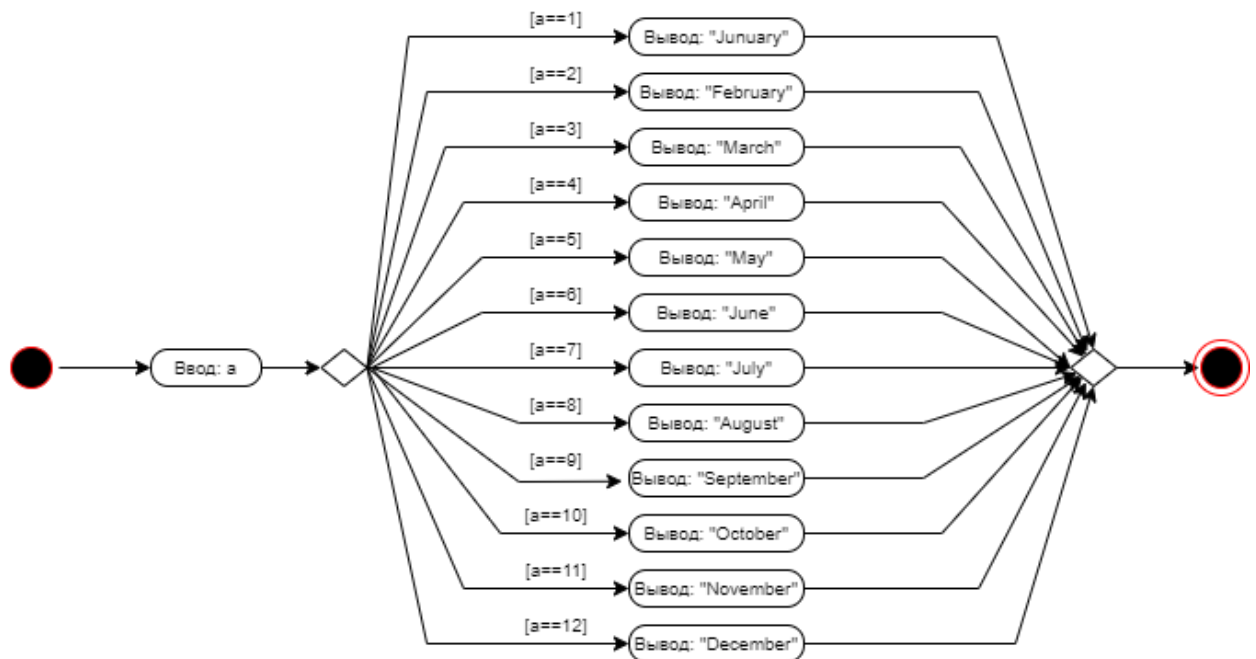 [a==1]
Вывод: "Junuary"
[a==2]
Вывод: "February"
[a==3]
Вывод: "March"
[a==4]
Вывод: "April"
[a==5]
Вывод: "May"
[a==6]
Вывод: "June"
Ввод: a
[a==7]
Вывод: "July"
[a==8]
Вывод: "August"
[a==9]
Вывод: "September"
[a==10]
Вывод: "October"
[a==11]
Вывод: "November"
[a==12]
Вывод: "December"